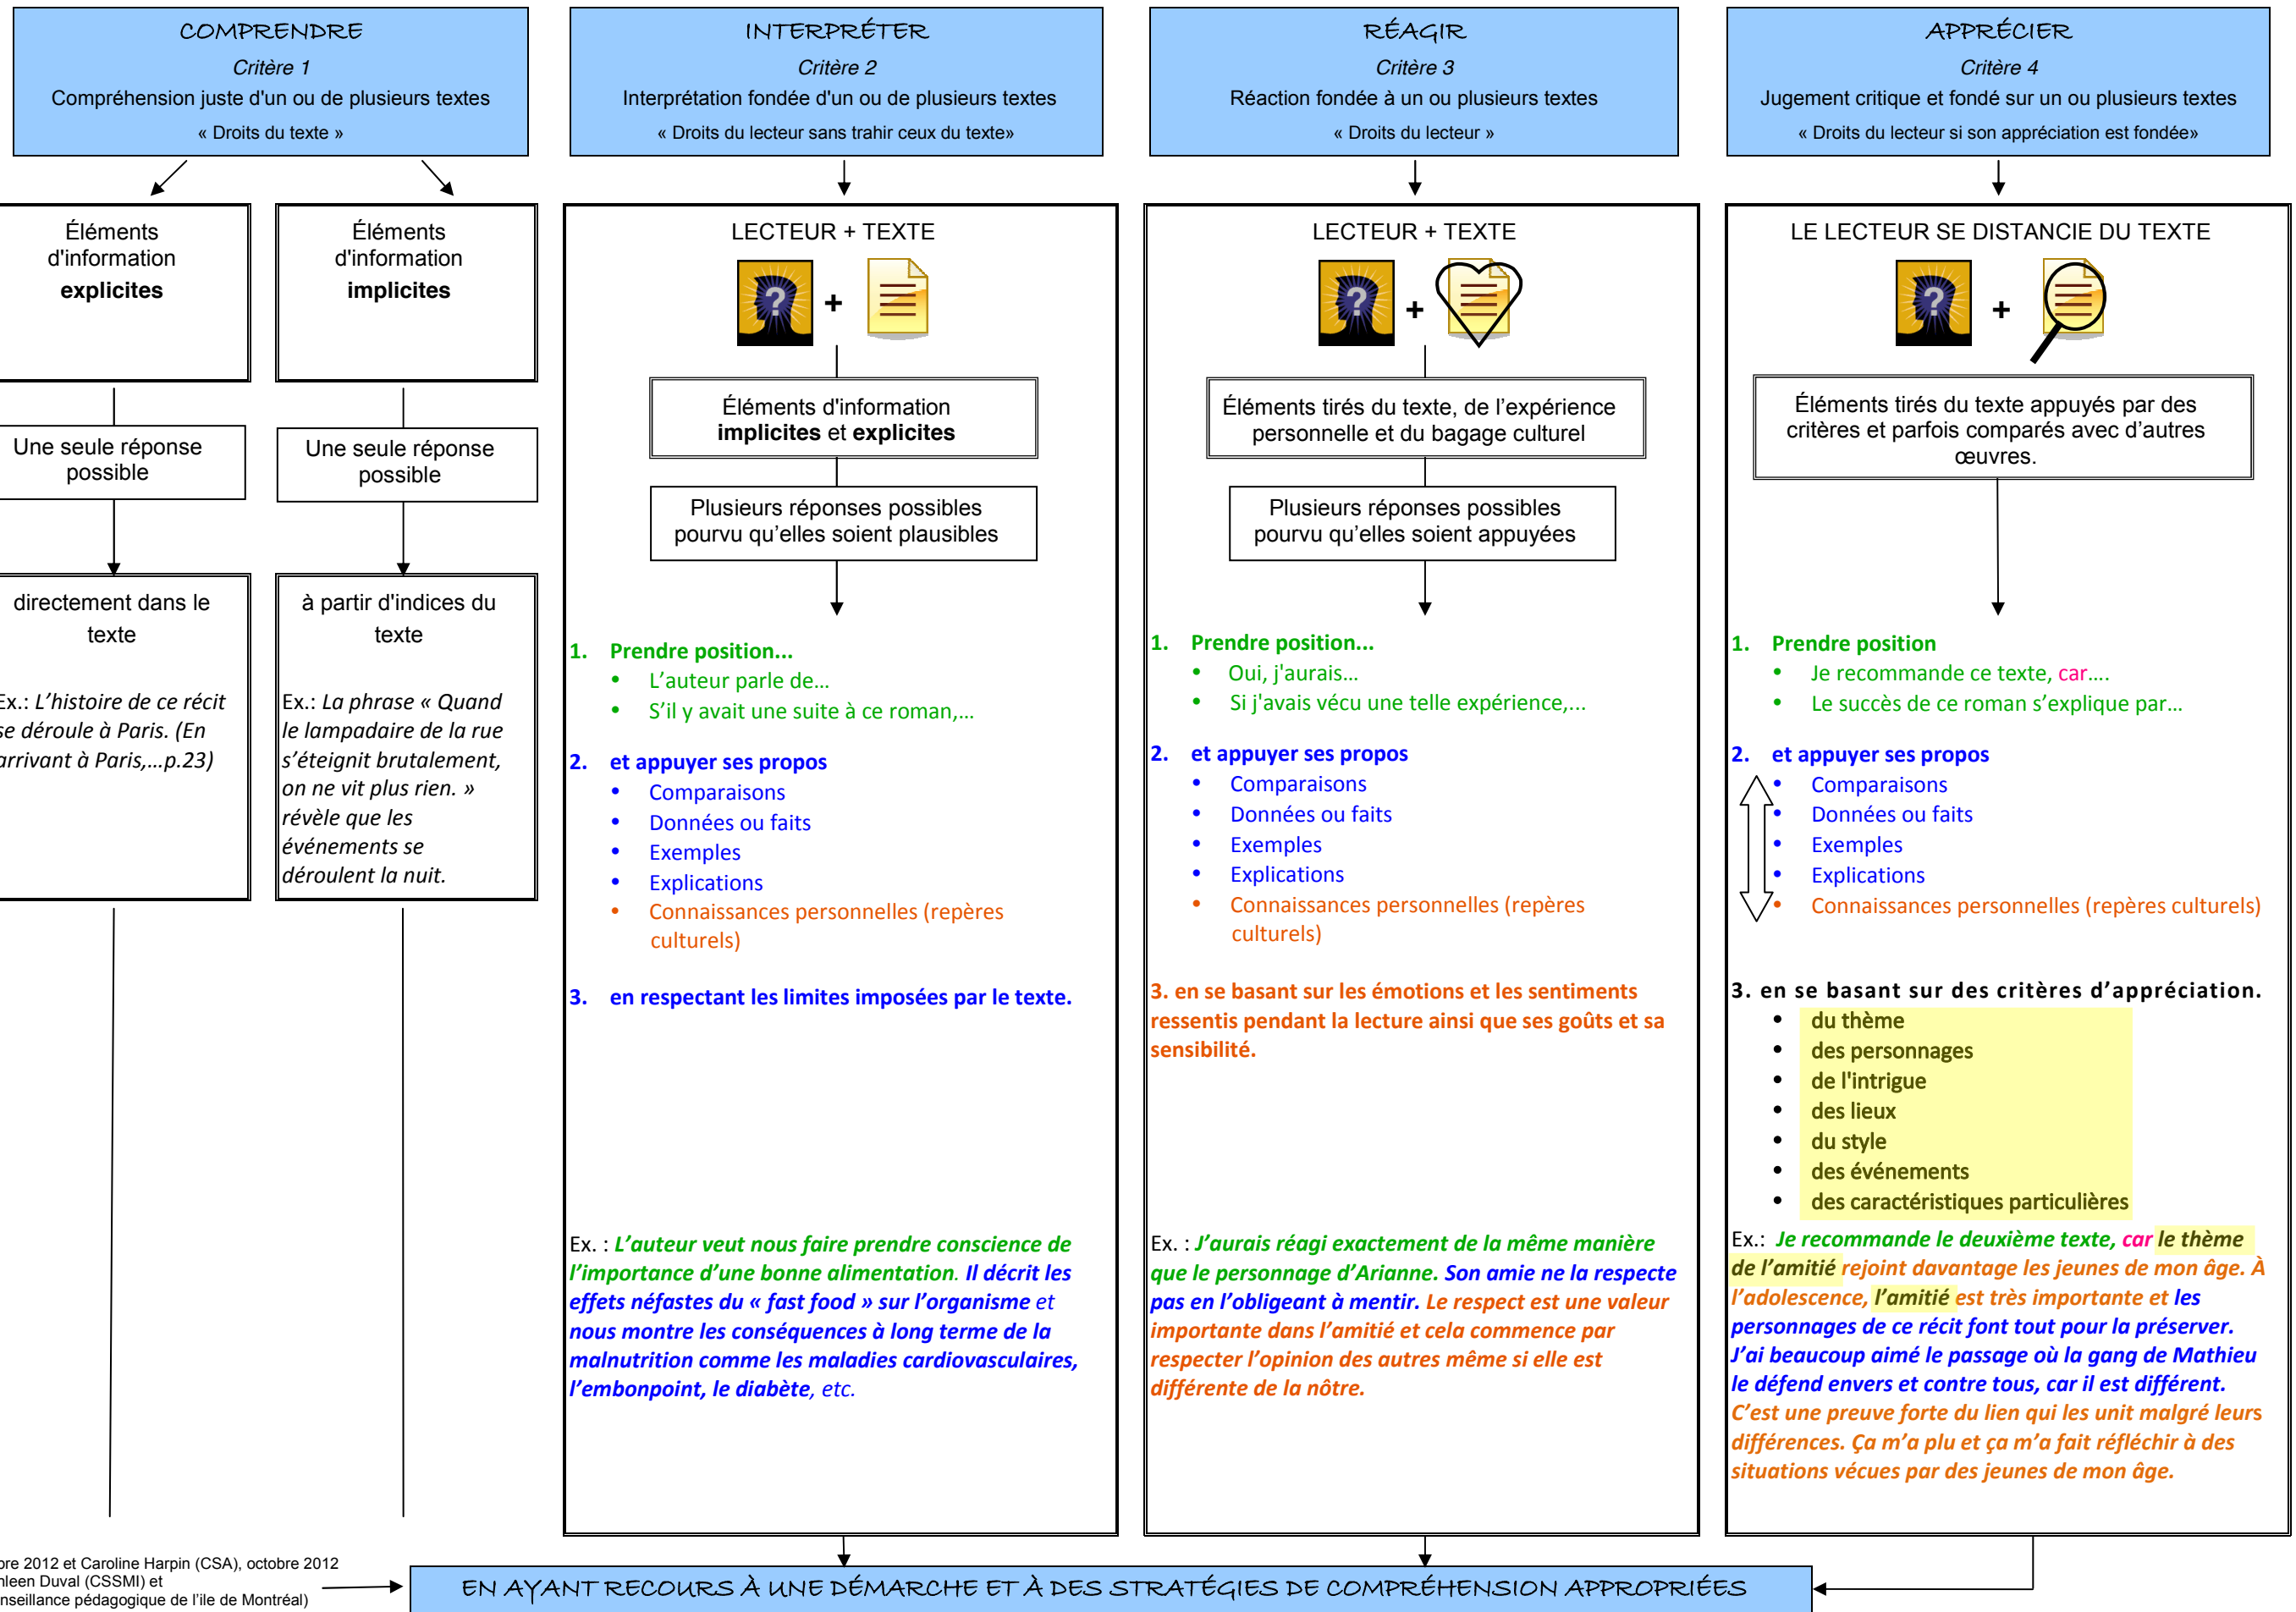 COMPRENDRE
Critère 1
Compréhension juste d'un ou de plusieurs textes
« Droits du texte »
Éléments
d'information
explicites
Une seule réponse
possible
directement dans le
texte
Ex.: L'histoire de ce récit
se déroule à Paris. (En
arrivant à Paris,…p.23)
Éléments
d'information
implicites
Une seule réponse
possible
à partir d'indices du
texte
Ex.: La phrase « Quand
le lampadaire de la rue
s'éteignit brutalement,
on ne vit plus rien. »
révèle que les
événements se
déroulent la nuit.
INTERPRÉTER
Critère 2
Interprétation fondée d'un ou de plusieurs textes
« Droits du lecteur sans trahir ceux du texte»
LECTEUR + TEXTE
?
+
Éléments d'information
implicites et explicites
Plusieurs réponses possibles
pourvu qu'elles soient plausibles
1. Prendre position...
• L'auteur parle de…
• S'il y avait une suite à ce roman,…
2. et appuyer ses propos
• Comparaisons
• Données ou faits
• Exemples
• Explications
• Connaissances personnelles (repères
culturels)
3. en respectant les limites imposées par le texte.
Ex. : L'auteur veut nous faire prendre conscience de
l'importance d'une bonne alimentation. Il décrit les
effets néfastes du « fast food » sur l'organisme et
nous montre les conséquences à long terme de la
malnutrition comme les maladies cardiovasculaires,
l'embonpoint, le diabète, etc.
RÉAGIR
Critère 3
Réaction fondée à un ou plusieurs textes
« Droits du lecteur »
LECTEUR + TEXTE
?
+
Éléments tirés du texte, de l'expérience
personnelle et du bagage culturel
Plusieurs réponses possibles
pourvu qu'elles soient appuyées
1. Prendre position...
• Oui, j'aurais…
• Si j'avais vécu une telle expérience,...
2. et appuyer ses propos
• Comparaisons
• Données ou faits
• Exemples
• Explications
• Connaissances personnelles (repères
culturels)
3. en se basant sur les émotions et les sentiments
ressentis pendant la lecture ainsi que ses goûts et sa
sensibilité.
Ex. : J'aurais réagi exactement de la même manière
que le personnage d'Arianne. Son amie ne la respecte
pas en l'obligeant à mentir. Le respect est une valeur
importante dans l'amitié et cela commence par
respecter l'opinion des autres même si elle est
différente de la nôtre.
APPRÉCIER
Critère 4
Jugement critique et fondé sur un ou plusieurs textes
« Droits du lecteur si son appréciation est fondée»
LE LECTEUR SE DISTANCIE DU TEXTE
?
+
Éléments tirés du texte appuyés par des
critères et parfois comparés avec d'autres
œuvres.
1. Prendre position
• Je recommande ce texte, car….
• Le succès de ce roman s'explique par…
2. et appuyer ses propos
• Comparaisons
• Données ou faits
• Exemples
• Explications
• Connaissances personnelles (repères culturels)
3. en se basant sur des critères d'appréciation.
• du thème
• des personnages
• de l'intrigue
• des lieux
• du style
• des événements
• des caractéristiques particulières
Ex.: Je recommande le deuxième texte, car le thème
de l'amitié rejoint davantage les jeunes de mon âge. À
l'adolescence, l'amitié est très importante et les
personnages de ce récit font tout pour la préserver.
J'ai beaucoup aimé le passage où la gang de Mathieu
le défend envers et contre tous, car il est différent.
C'est une preuve forte du lien qui les unit malgré leurs
différences. Ça m'a plu et ça m'a fait réfléchir à des
situations vécues par des jeunes de mon âge.
bre 2012 et Caroline Harpin (CSA), octobre 2012
hleen Duval (CSSMI) et
nseillance pédagogique de l'ile de Montréal)
EN AYANT RECOURS À UNE DÉMARCHE ET À DES STRATÉGIES DE COMPRÉHENSION APPROPRIÉES